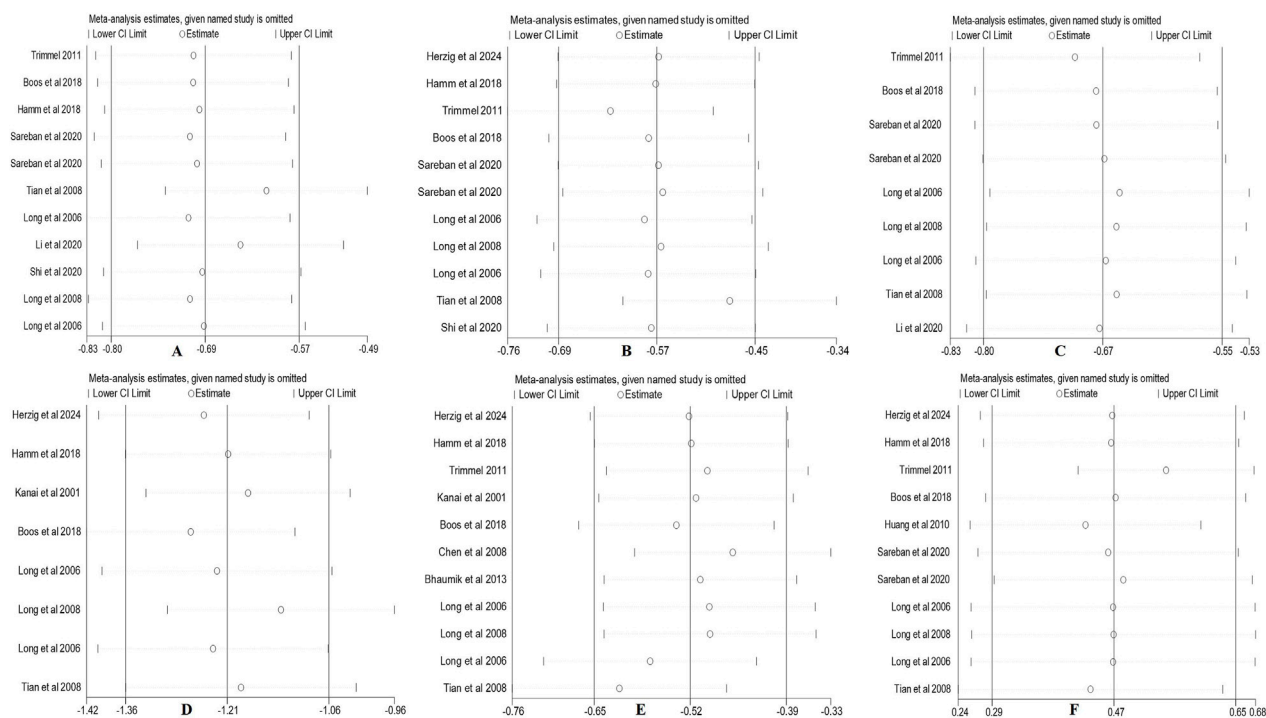 Meta-analysis estimates, given named study is omitted
| Lower CI Limit ○ Estimate | Upper CI Limit
Trimmel 2011
Boos et al 2018
Hamm et al 2018
Sareban et al 2020
Sareban et al 2020
Tian et al 2008
Long et al 2006
Li et al 2020
Shi et al 2020
Long et al 2008
Long et al 2006
-0.83 -0.80 -0.69 -0.57 -0.49
A
Meta-analysis estimates, given named study is omitted
| Lower CI Limit ○ Estimate | Upper CI Limit
Herzig et al 2024
Hamm et al 2018
Trimmel 2011
Boos et al 2018
Sareban et al 2020
Sareban et al 2020
Long et al 2006
Long et al 2008
Long et al 2006
Tian et al 2008
Shi et al 2020
-0.76 -0.69 -0.57 -0.45 -0.34
B
Meta-analysis estimates, given named study is omitted
| Lower CI Limit ○ Estimate | Upper CI Limit
Trimmel 2011
Boos et al 2018
Sareban et al 2020
Sareban et al 2020
Long et al 2006
Long et al 2008
Long et al 2006
Tian et al 2008
Li et al 2020
-0.83 -0.80 -0.67 -0.55 -0.53
C
Meta-analysis estimates, given named study is omitted
| Lower CI Limit ○ Estimate | Upper CI Limit
Herzig et al 2024
Hamm et al 2018
Kanai et al 2001
Boos et al 2018
Long et al 2006
Long et al 2008
Long et al 2006
Tian et al 2008
-1.42 -1.36 -1.21 -1.06 -0.96
D
Meta-analysis estimates, given named study is omitted
| Lower CI Limit ○ Estimate | Upper CI Limit
Herzig et al 2024
Hamm et al 2018
Trimmel 2011
Kanai et al 2001
Boos et al 2018
Chen et al 2008
Bhaumik et al 2013
Long et al 2006
Long et al 2008
Long et al 2006
Tian et al 2008
-0.76 -0.65 -0.52 -0.39 -0.33
E
Meta-analysis estimates, given named study is omitted
| Lower CI Limit ○ Estimate | Upper CI Limit
Herzig et al 2024
Hamm et al 2018
Trimmel 2011
Boos et al 2018
Huang et al 2010
Sareban et al 2020
Sareban et al 2020
Long et al 2006
Long et al 2008
Long et al 2006
Tian et al 2008
0.24 0.29 0.47 0.65 0.68
F